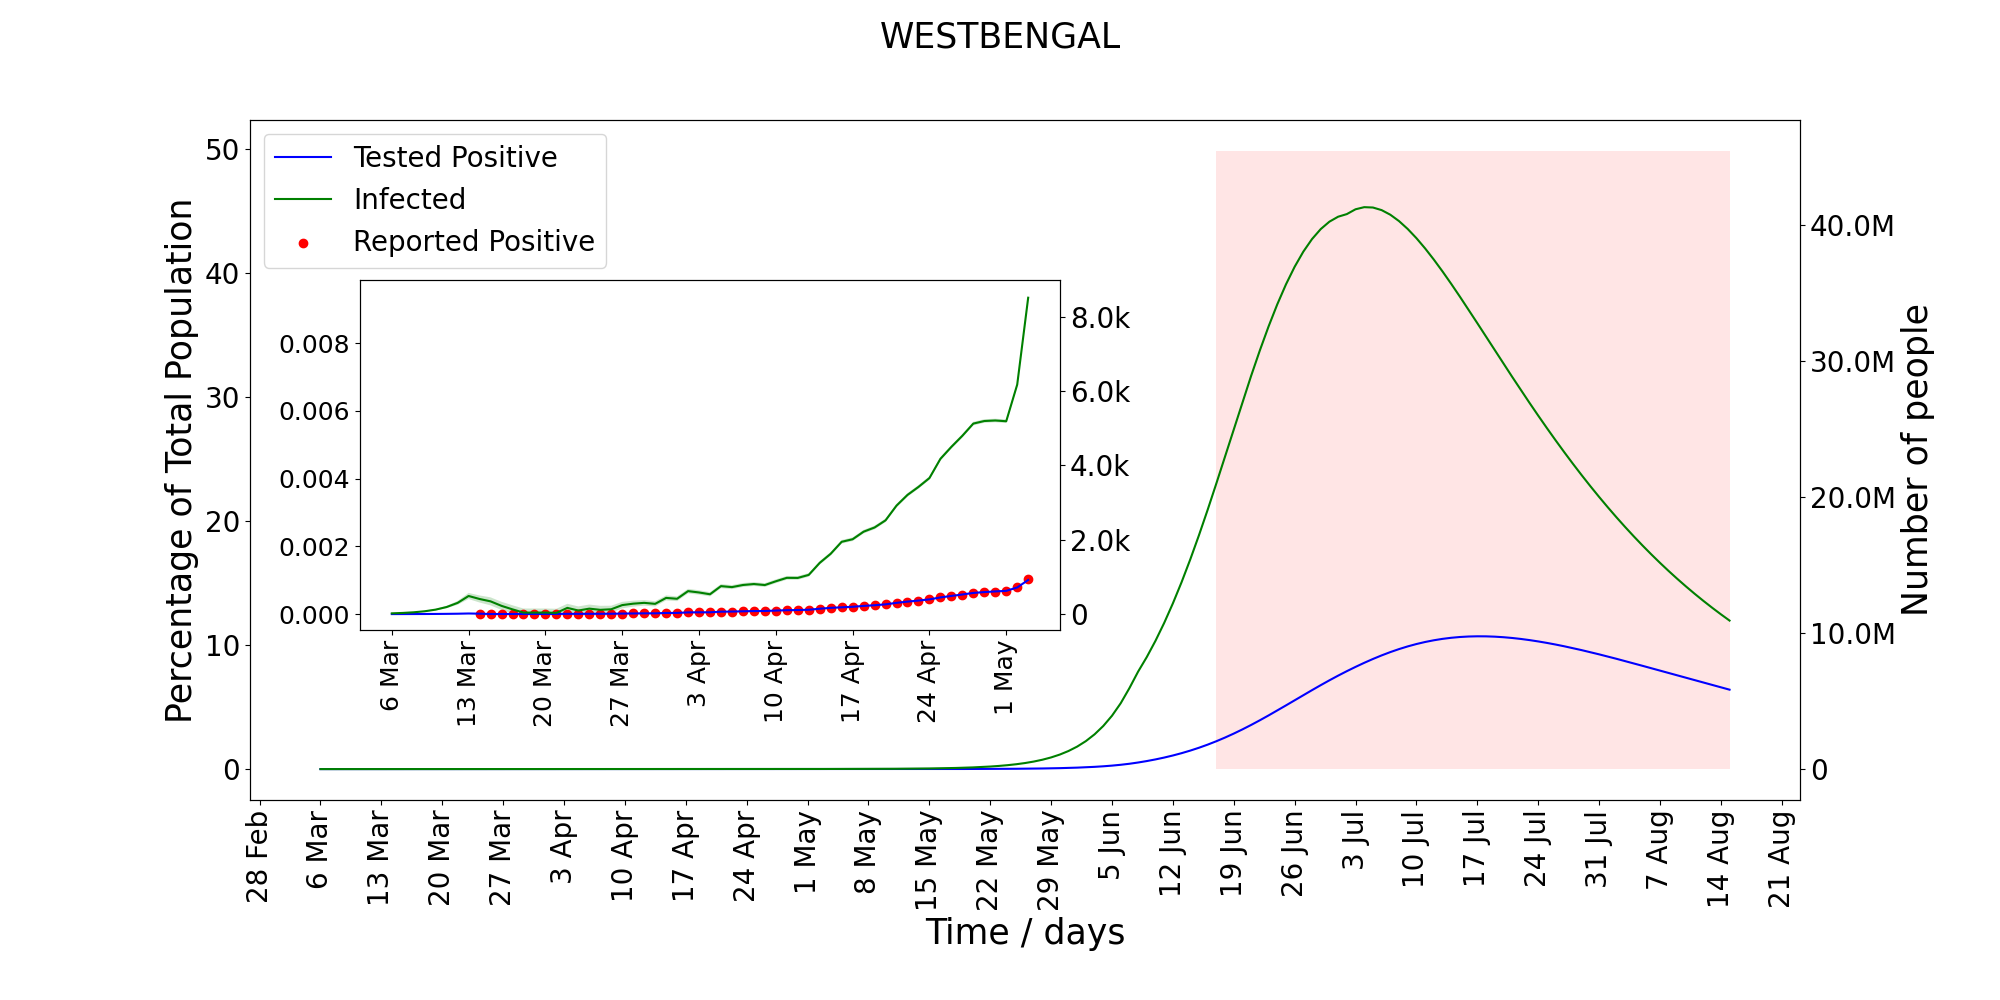 WESTBENGAL
Tested Positive
Infected
Reported Positive
Percentage of Total Population
50
40
30
20
10
0
40.0M
30.0M
20.0M
10.0M
0
Number of people
0.008
0.006
0.004
0.002
0.000
8.0k
6.0k
4.0k
2.0k
0
6 Mar
13 Mar
20 Mar
27 Mar
3 Apr
10 Apr
17 Apr
24 Apr
1 May
28 Feb
6 Mar
13 Mar
20 Mar
27 Mar
3 Apr
10 Apr
17 Apr
24 Apr
1 May
8 May
15 May
22 May
29 May
5 Jun
12 Jun
19 Jun
26 Jun
3 Jul
10 Jul
17 Jul
24 Jul
31 Jul
7 Aug
14 Aug
21 Aug
Time / days